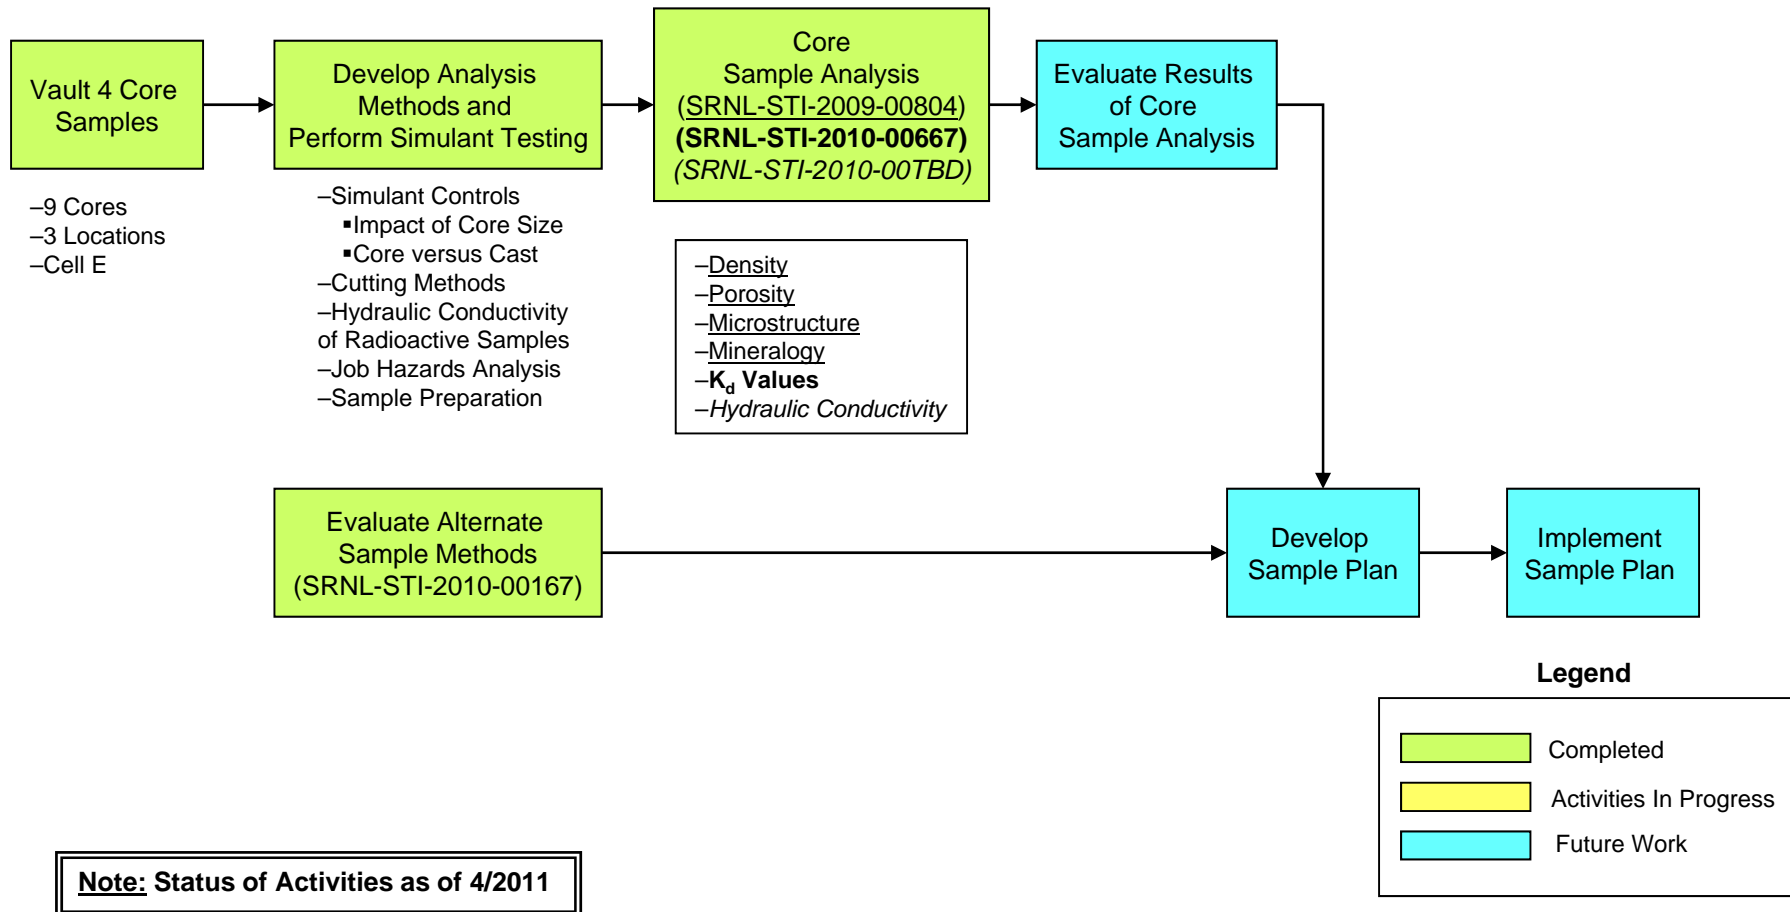 Vault 4 Core
Samples
–9 Cores
–3 Locations
–Cell E
Develop Analysis
Methods and
Perform Simulant Testing
–Simulant Controls
▪Impact of Core Size
▪Core versus Cast
–Cutting Methods
–Hydraulic Conductivity
of Radioactive Samples
–Job Hazards Analysis
–Sample Preparation
Core
Sample Analysis
(SRNL-STI-2009-00804)
(SRNL-STI-2010-00667)
(SRNL-STI-2010-00TBD)
–Density
–Porosity
–Microstructure
–Mineralogy
–Kd Values
–Hydraulic Conductivity
Evaluate Results
of Core
Sample Analysis
Evaluate Alternate
Sample Methods
(SRNL-STI-2010-00167)
Develop
Sample Plan
Implement
Sample Plan
Legend
Completed
Activities In Progress
Future Work
Note: Status of Activities as of 4/2011